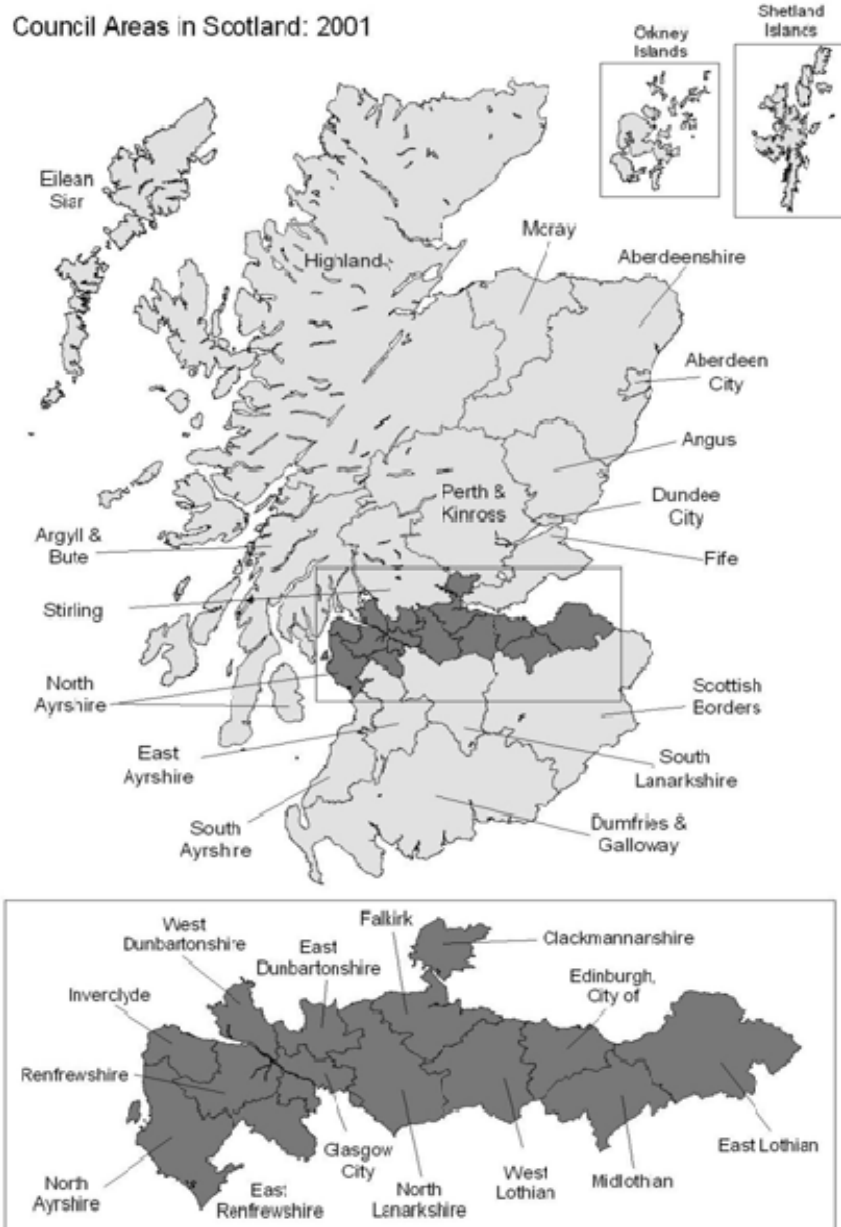 Council Areas in Scotland: 2001
Orkney
Islands
Shetland
Islands
Eilean
Siar
Highland
Moray
Aberdeenshire
Aberdeen
City
Angus
Perth &
Kinross
Dundee
City
Fife
Argyll &
Bute
Stirling
North
Ayrshire
Scottish
Borders
East
Ayrshire
South
Lanarkshire
South
Ayrshire
Dumfries &
Galloway
West
Dunbartonshire
Falkirk
Clackmannanshire
East
Dunbartonshire
Edinburgh,
City of
Inverclyde
Renfrewshire
Glasgow
City
East Lothian
North
Ayrshire
East
Renfrewshire
North
Lanarkshire
West
Lothian
Midlothian